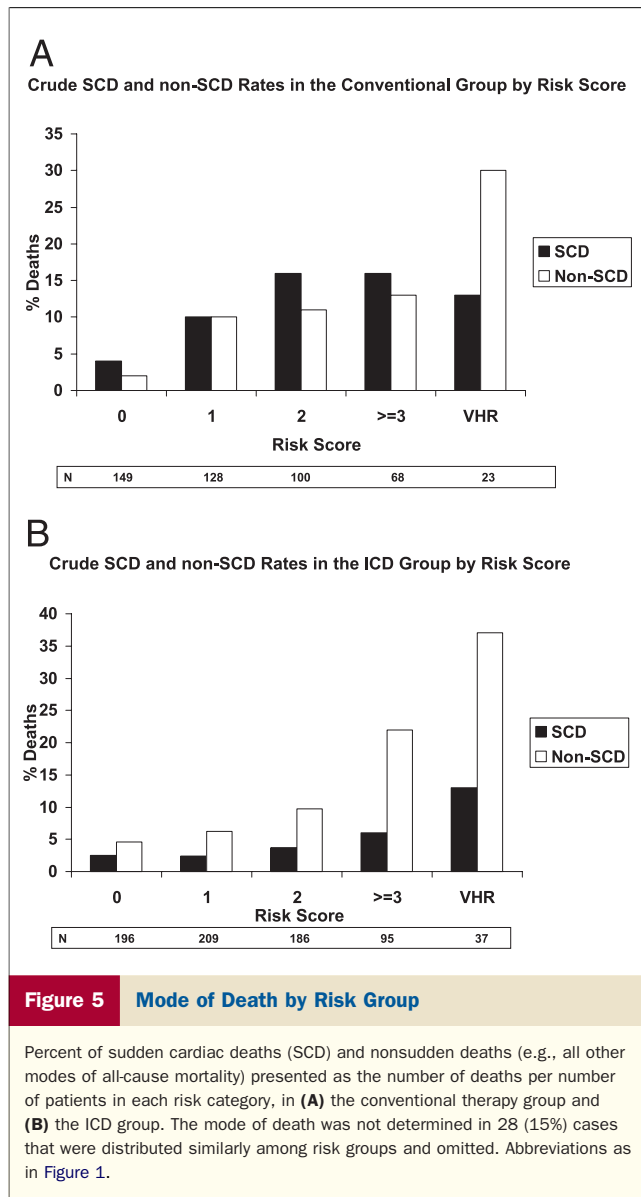 A
Crude SCD and non-SCD Rates in the Conventional Group by Risk Score
35
30
25
20
15
10
5
0
% Deaths
SCD
Non-SCD
0 1 2 >=3 VHR
Risk Score
N 149 128 100 68 23
B
Crude SCD and non-SCD Rates in the ICD Group by Risk Score
40
35
30
25
20
15
10
5
0
% Deaths
SCD
Non-SCD
0 1 2 >=3 VHR
Risk Score
N 196 209 186 95 37
Figure 5 Mode of Death by Risk Group
Percent of sudden cardiac deaths (SCD) and nonsudden deaths (e.g., all other
modes of all-cause mortality) presented as the number of deaths per number
of patients in each risk category, in (A) the conventional therapy group and
(B) the ICD group. The mode of death was not determined in 28 (15%) cases
that were distributed similarly among risk groups and omitted. Abbreviations as
in Figure 1.